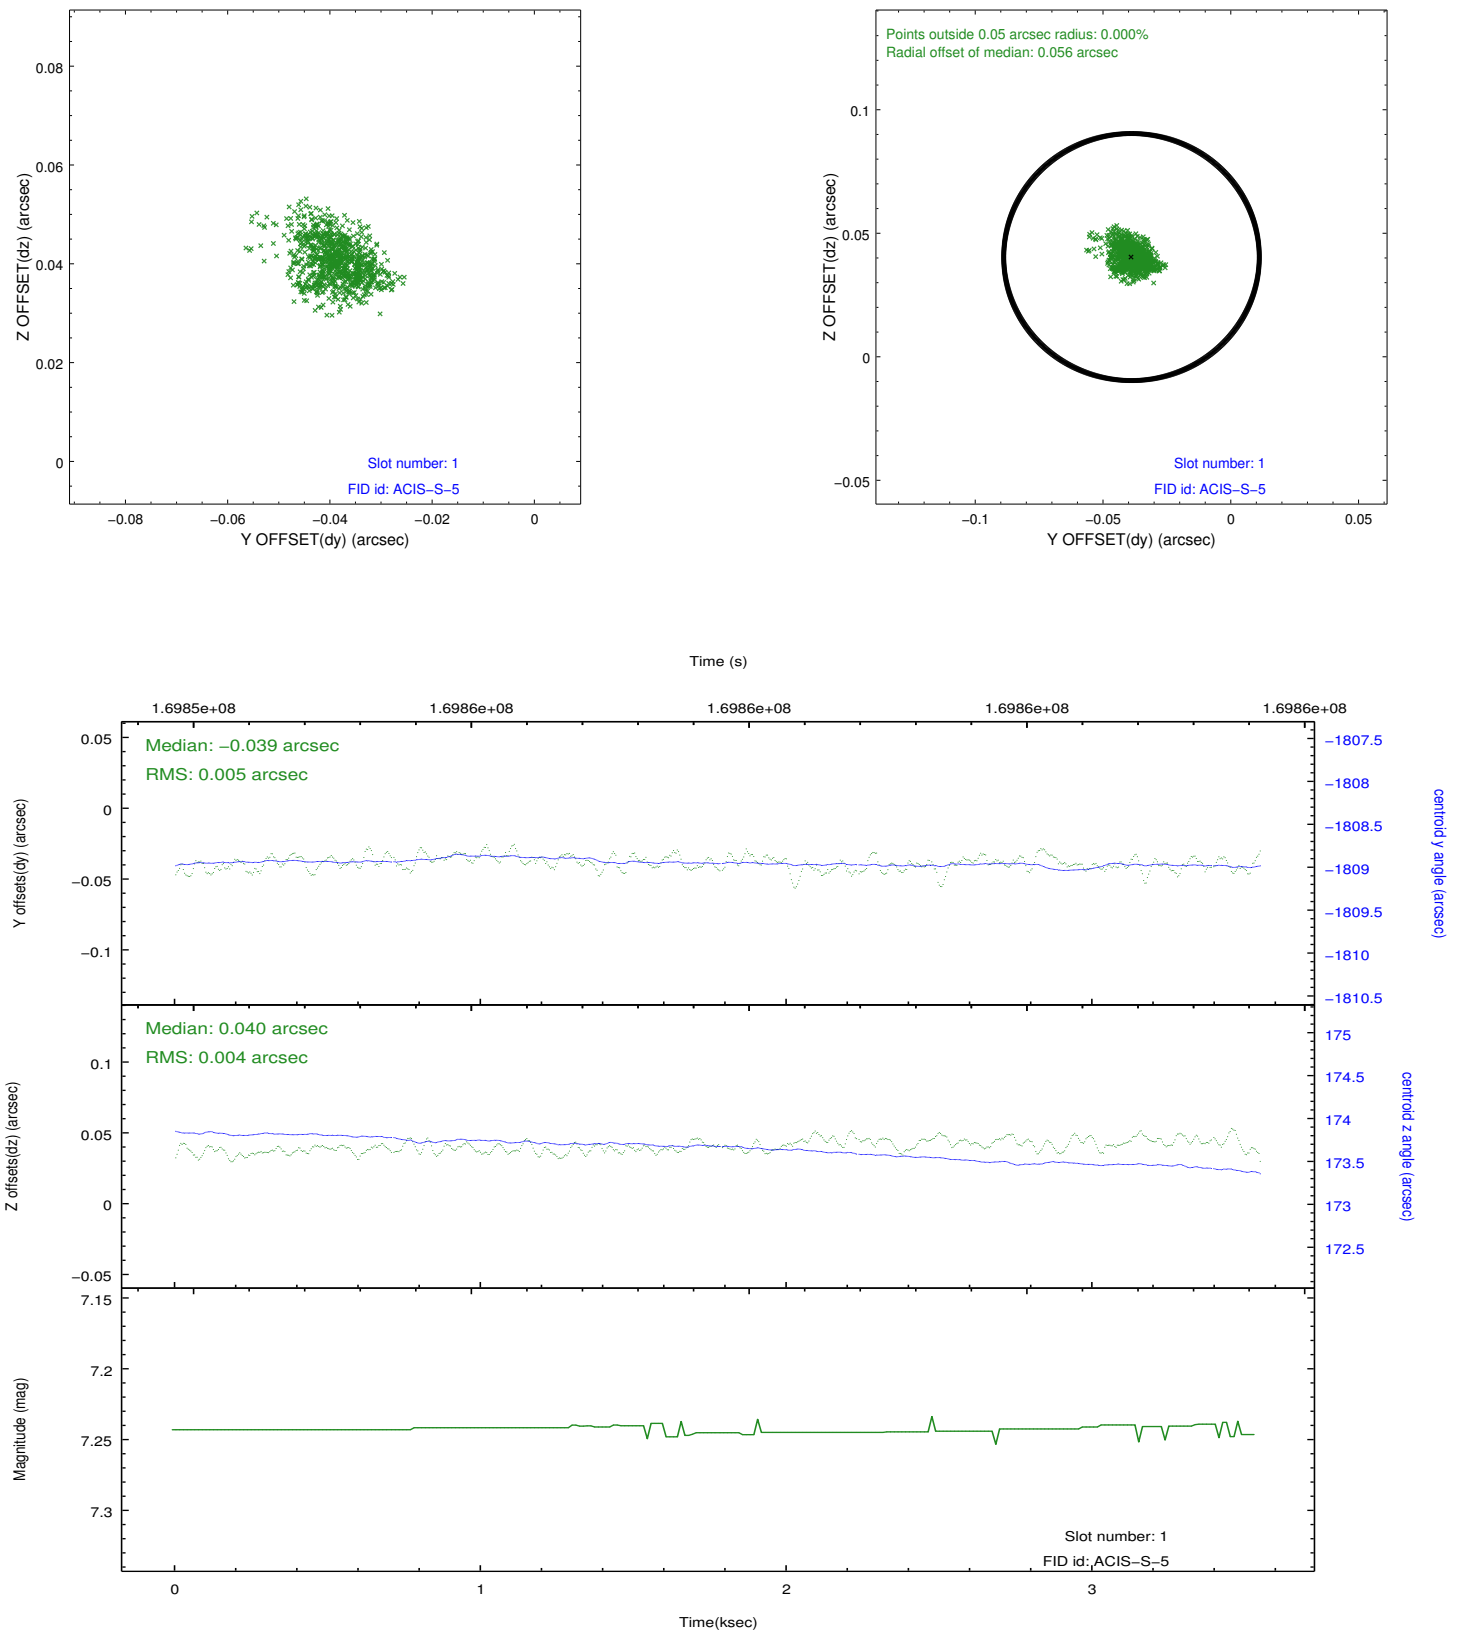 0.08
0.06
0.04
0.02
0
Z OFFSET(dz) (arcsec)
Slot number: 1
FID id: ACIS−S−5
−0.08 −0.06 −0.04 −0.02 0
Y OFFSET(dy) (arcsec)
Points outside 0.05 arcsec radius: 0.000%
Radial offset of median: 0.056 arcsec
0.1
0.05
0
−0.05
Z OFFSET(dz) (arcsec)
Slot number: 1
FID id: ACIS−S−5
−0.1 −0.05 0 0.05
Y OFFSET(dy) (arcsec)
Time (s)
1.6985e+08 1.6986e+08 1.6986e+08 1.6986e+08 1.6986e+08
Median: −0.039 arcsec
RMS: 0.005 arcsec
0.05
0
−0.05
−0.1
Y offsets(dy) (arcsec)
−1807.5
−1808
−1808.5
−1809
−1809.5
−1810
−1810.5
centroid y angle (arcsec)
Median: 0.040 arcsec
RMS: 0.004 arcsec
0.1
0.05
0
−0.05
Z offsets(dz) (arcsec)
175
174.5
174
173.5
173
172.5
centroid z angle (arcsec)
7.15
7.2
7.25
7.3
Magnitude (mag)
Slot number: 1
FID id: ACIS−S−5
0 1 2 3
Time(ksec)